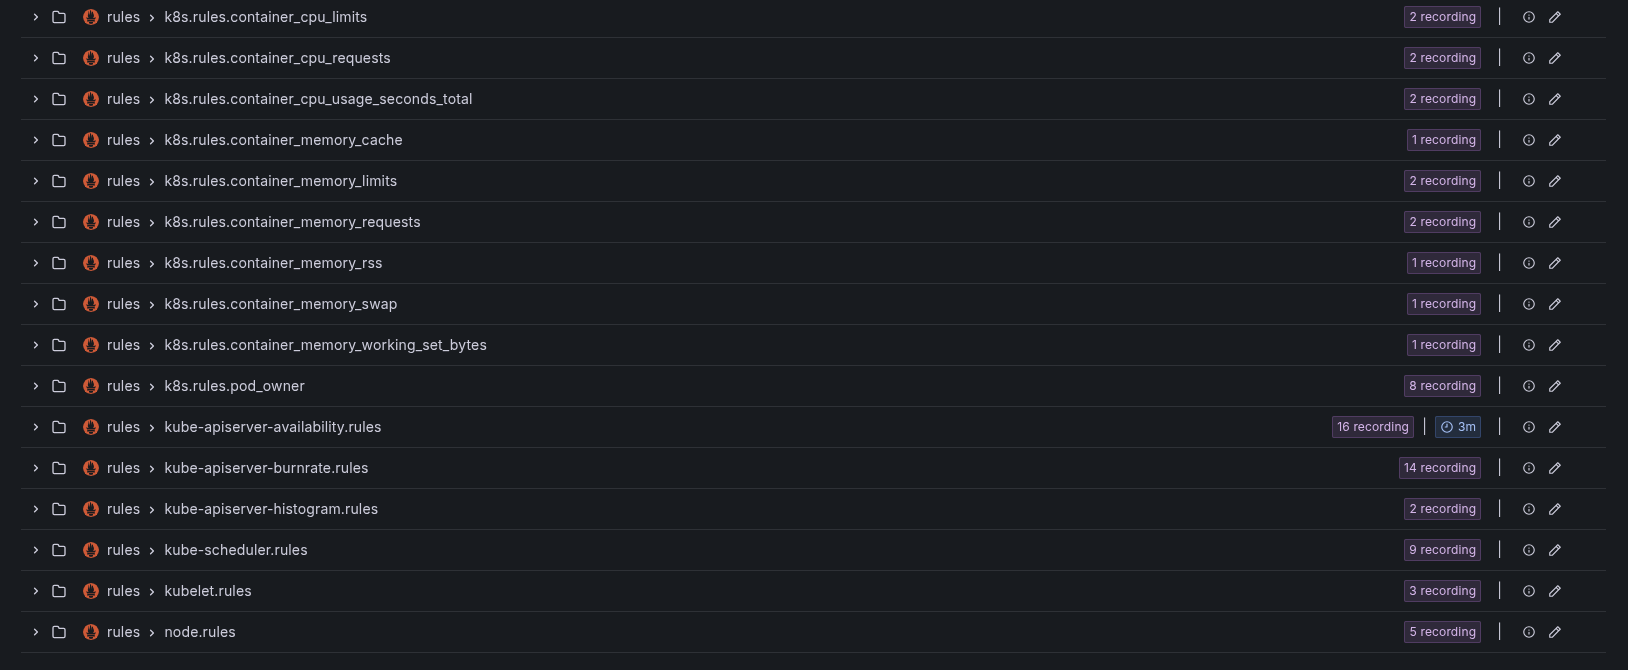 rules › k8s.rules.container_cpu_limits 2 recording
rules › k8s.rules.container_cpu_requests 2 recording
rules › k8s.rules.container_cpu_usage_seconds_total 2 recording
rules › k8s.rules.container_memory_cache 1 recording
rules › k8s.rules.container_memory_limits 2 recording
rules › k8s.rules.container_memory_requests 2 recording
rules › k8s.rules.container_memory_rss 1 recording
rules › k8s.rules.container_memory_swap 1 recording
rules › k8s.rules.container_memory_working_set_bytes 1 recording
rules › k8s.rules.pod_owner 8 recording
rules › kube-apiserver-availability.rules 16 recording | 3m
rules › kube-apiserver-burnrate.rules 14 recording
rules › kube-apiserver-histogram.rules 2 recording
rules › kube-scheduler.rules 9 recording
rules › kubelet.rules 3 recording
rules › node.rules 5 recording